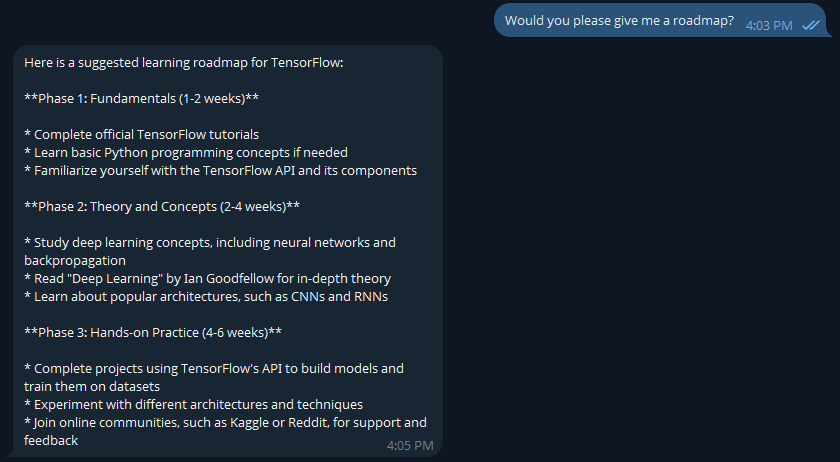 Would you please give me a roadmap? 4:03 PM
Here is a suggested learning roadmap for TensorFlow:
**Phase 1: Fundamentals (1-2 weeks)**
* Complete official TensorFlow tutorials
* Learn basic Python programming concepts if needed
* Familiarize yourself with the TensorFlow API and its components
**Phase 2: Theory and Concepts (2-4 weeks)**
* Study deep learning concepts, including neural networks and
backpropagation
* Read "Deep Learning" by Ian Goodfellow for in-depth theory
* Learn about popular architectures, such as CNNs and RNNs
**Phase 3: Hands-on Practice (4-6 weeks)**
* Complete projects using TensorFlow's API to build models and
train them on datasets
* Experiment with different architectures and techniques
* Join online communities, such as Kaggle or Reddit, for support and
feedback 4:05 PM